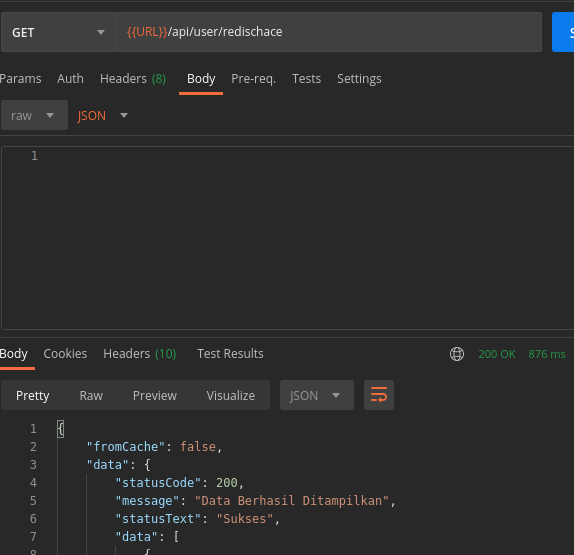 GET {{URL}}/api/user/redischace S
Params Auth Headers (8) Body Pre-req. Tests Settings
raw JSON
1
Body Cookies Headers (10) Test Results 200 OK 876 ms
Pretty Raw Preview Visualize JSON
1 {
2 "fromCache": false,
3 "data": {
4 "statusCode": 200,
5 "message": "Data Berhasil Ditampilkan",
6 "statusText": "Sukses",
7 "data": [
8 {